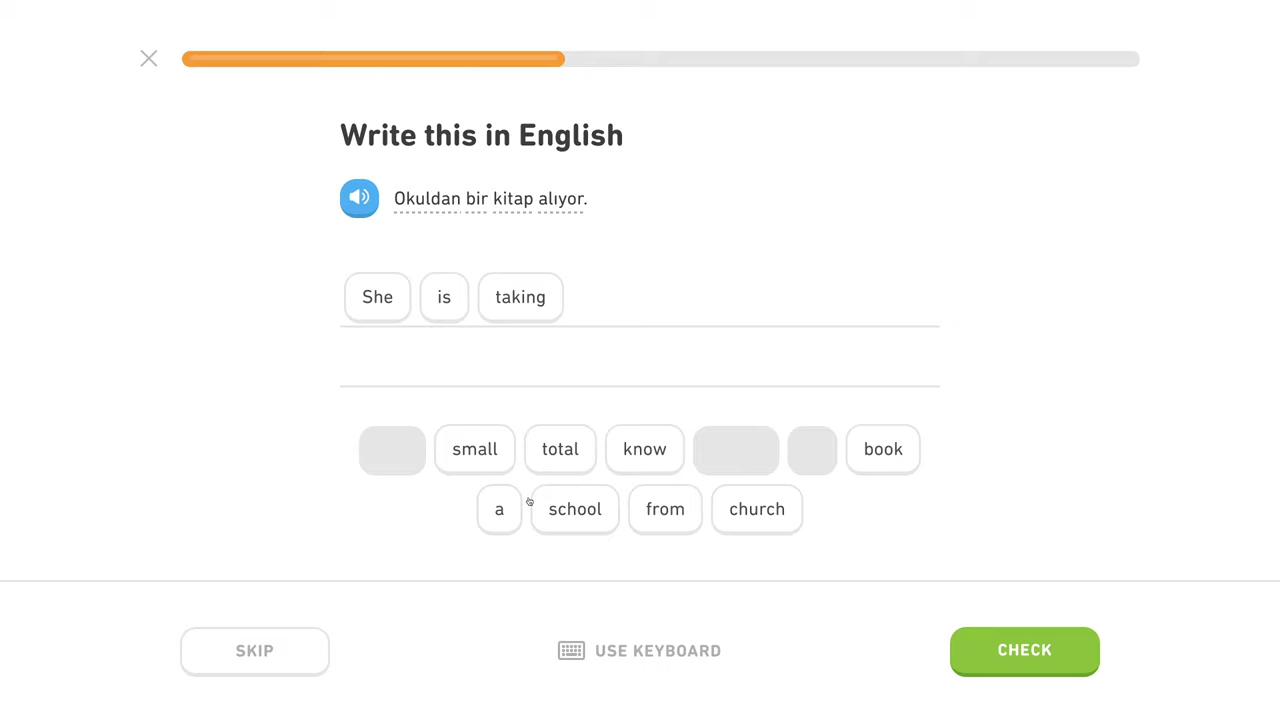 Write this in English
Okuldan bir kitap alıyor.
She is taking
small total know book
a school from church
SKIP USE KEYBOARD CHECK